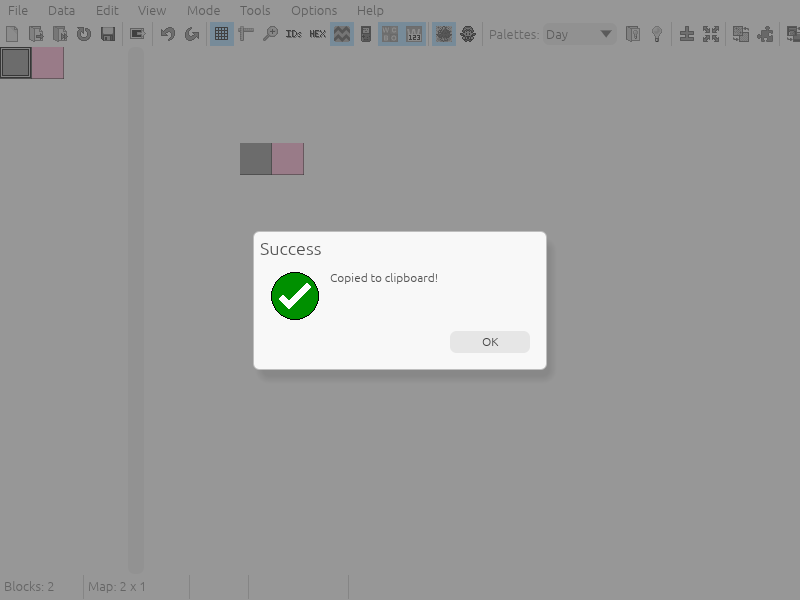 File Data Edit View Mode Tools Options Help
IDs HEX 123 Palettes: Day
Success
Copied to clipboard!
OK
Blocks: 2 Map: 2 x 1